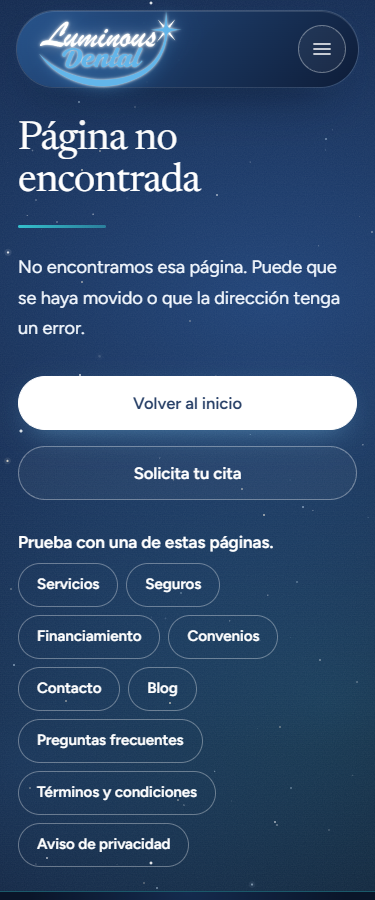 Luminous
Dental
Página no
encontrada
No encontramos esa página. Puede que
se haya movido o que la dirección tenga
un error.
Volver al inicio
Solicita tu cita
Prueba con una de estas páginas.
Servicios
Seguros
Financiamiento
Convenios
Contacto
Blog
Preguntas frecuentes
Términos y condiciones
Aviso de privacidad